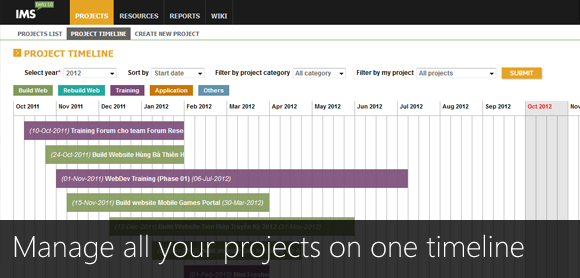 IMS
Beta 1.0
PROJECTS RESOURCES REPORTS WIKI
PROJECTS LIST PROJECT TIMELINE CREATE NEW PROJECT
PROJECT TIMELINE
Select year* 2012 Sort by Start date Filter by project category All category Filter by my project All projects SUBMIT
Build Web Rebuild Web Training Application Others
Oct 2011 Nov 2011 Dec 2011 Jan 2012 Feb 2012 Mar 2012 Apr 2012 May 2012 Jun 2012 Jul 2012 Aug 2012 Sep 2012 Oct 2012 Nov
(10-Oct-2011) Training Forum cho team Forum Rese
(24-Oct-2011) Build Website Hùng Bá Thiên H
(01-Nov-2011) WebDev Training (Phase 01) (06-Jul-2012)
(15-Nov-2011) Build website Mobile Games Portal (30-Mar-2012)
Manage all your projects on one timeline